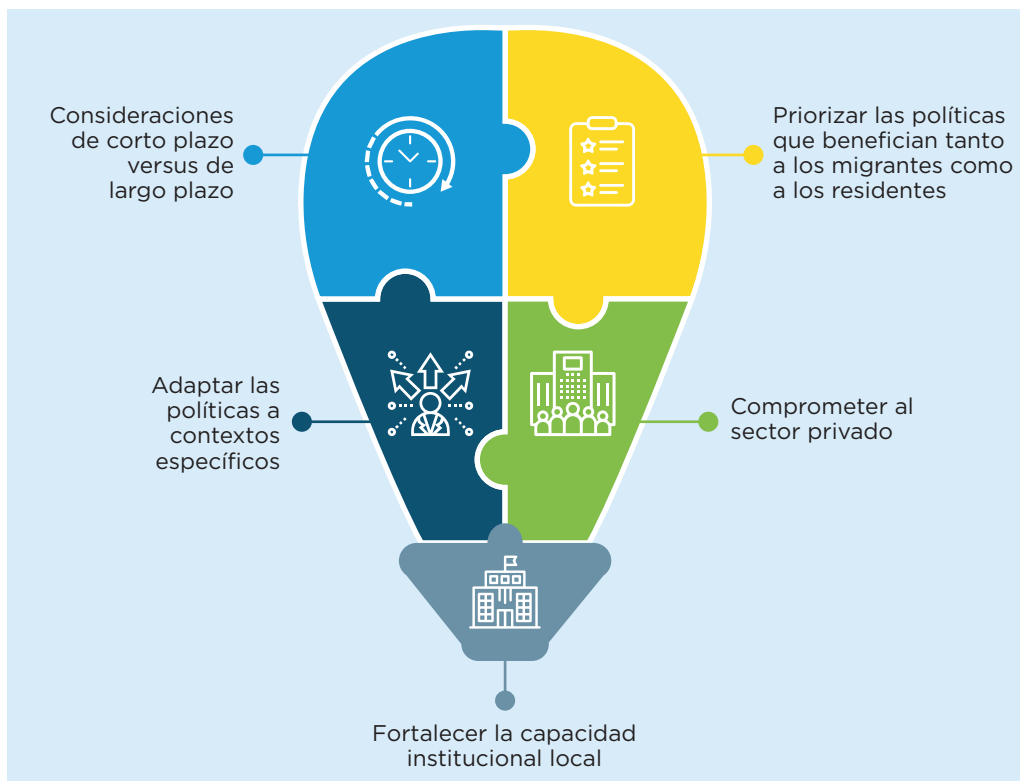 Consideraciones
de corto plazo
versus de
largo plazo
Priorizar las políticas
que benefician tanto
a los migrantes como
a los residentes
Adaptar las
políticas a
contextos
específicos
Comprometer al
sector privado
Fortalecer la capacidad
institucional local